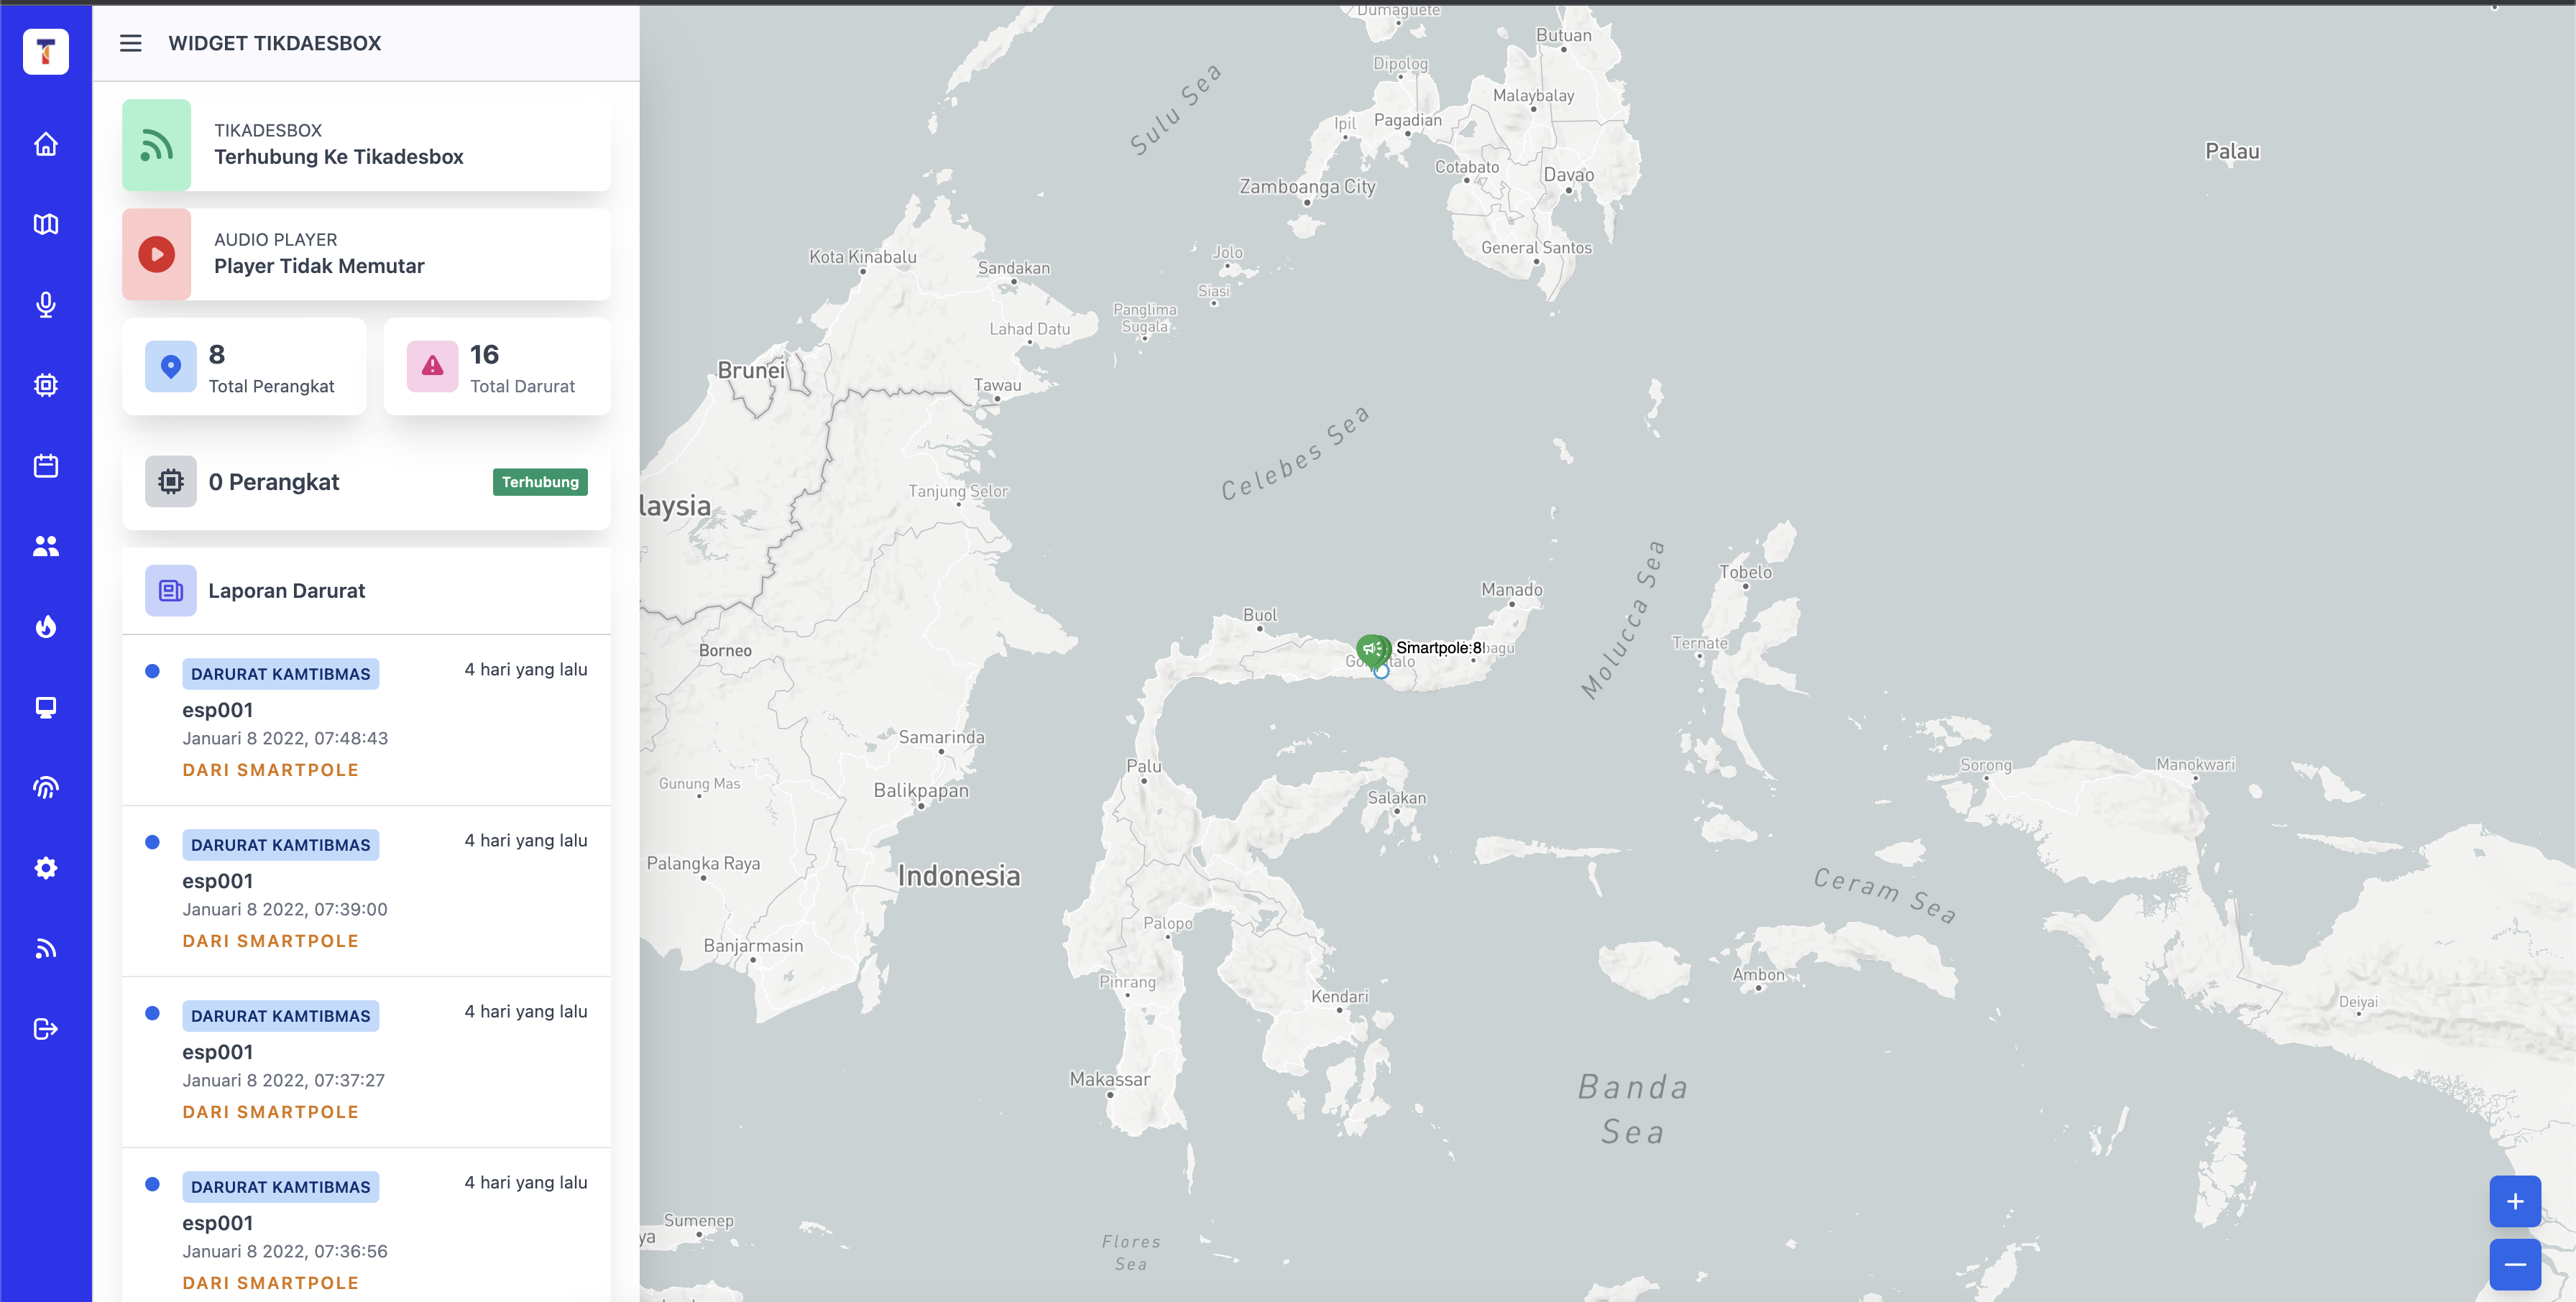 WIDGET TIKDAESBOX
TIKADESBOX
Terhubung Ke Tikadesbox
AUDIO PLAYER
Player Tidak Memutar
8
Total Perangkat
16
Total Darurat
0 Perangkat
Terhubung
Laporan Darurat
DARURAT KAMTIBMAS
4 hari yang lalu
esp001
Januari 8 2022, 07:48:43
DARI SMARTPOLE
DARURAT KAMTIBMAS
4 hari yang lalu
esp001
Januari 8 2022, 07:39:00
DARI SMARTPOLE
DARURAT KAMTIBMAS
4 hari yang lalu
esp001
Januari 8 2022, 07:37:27
DARI SMARTPOLE
DARURAT KAMTIBMAS
4 hari yang lalu
esp001
Januari 8 2022, 07:36:56
DARI SMARTPOLE
Dumaguete
Butuan
Dipolog
Sulu Sea
Malaybalay
Ipil
Pagadian
Palau
Cotabato
Davao
Zamboanga City
General Santos
Jolo
Kota Kinabalu
Sandakan
Siasi
Panglima
Sugala
Lahad Datu
Brunei
Tawau
Celebes Sea
Tanjung Selor
laysia
Molucca Sea
Tobelo
Manado
Buol
Ternate
Smartpole 8
bagu
Borneo
Samarinda
Palu
Sorong
Manokwari
Gunung Mas
Balikpapan
Salakan
Palangka Raya
Indonesia
Ceram Sea
Palopo
Banjarmasin
Ambon
Pinrang
Kendari
Deiyai
Makassar
Banda
Sea
Sumenep
ya
Flores
Sea